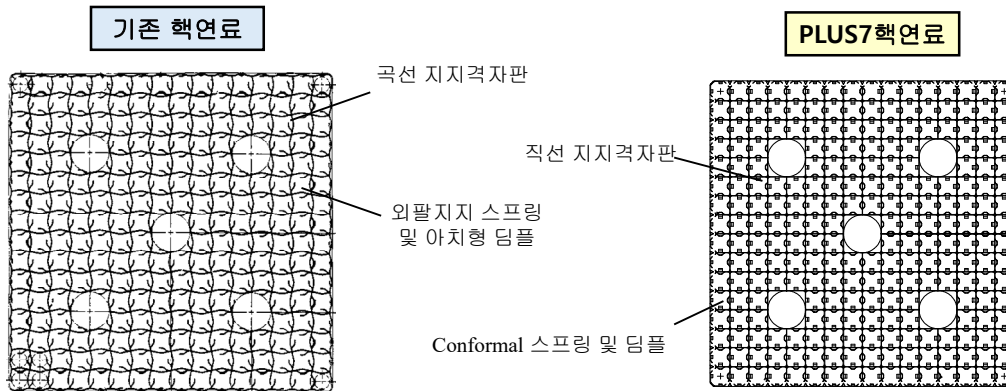 기존 핵연료
PLUS7핵연료
곡선 지지격자판
직선 지지격자판
외팔지지 스프링
및 아치형 딤플
Conformal 스프링 및 딤플